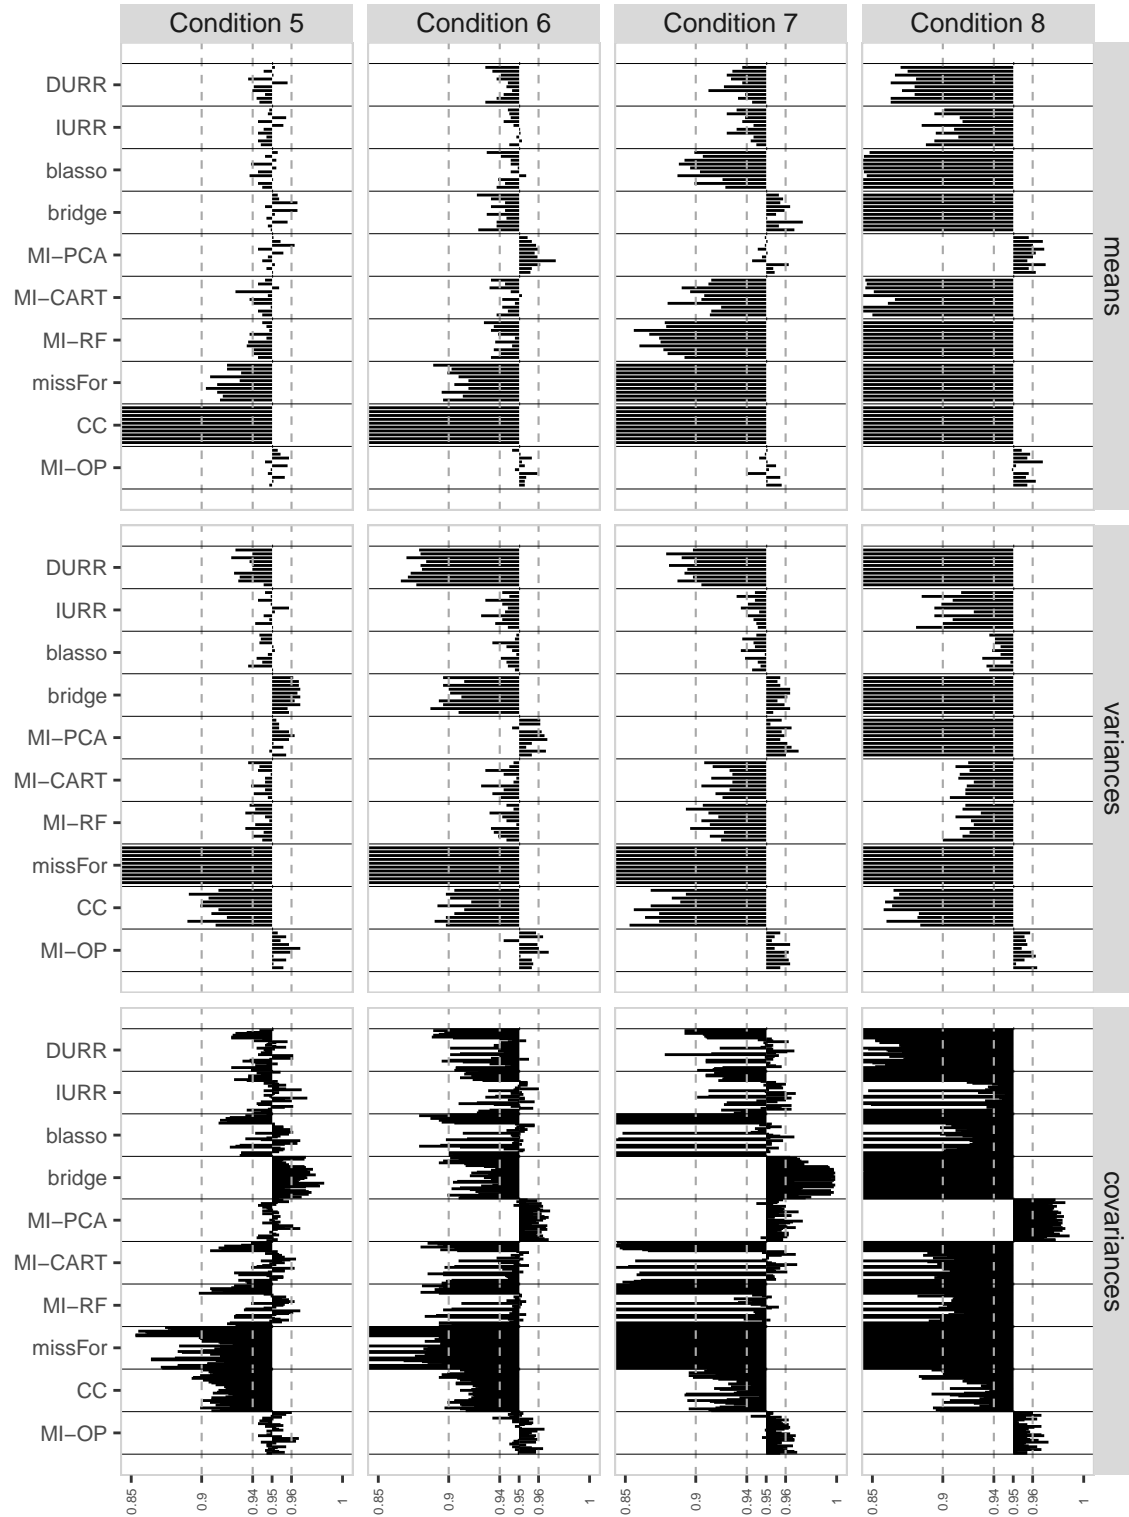 Condition 5 Condition 6 Condition 7 Condition 8
DURR
IURR
blasso
bridge
MI−PCA
MI−CART
MI−RF
missFor
CC
MI−OP
means
DURR
IURR
blasso
bridge
MI−PCA
MI−CART
MI−RF
missFor
CC
MI−OP
variances
DURR
IURR
blasso
bridge
MI−PCA
MI−CART
MI−RF
missFor
CC
MI−OP
covariances
0.85 0.9 0.94 0.95 0.96 1 0.85 0.9 0.94 0.95 0.96 1 0.85 0.9 0.94 0.95 0.96 1 0.85 0.9 0.94 0.95 0.96 1